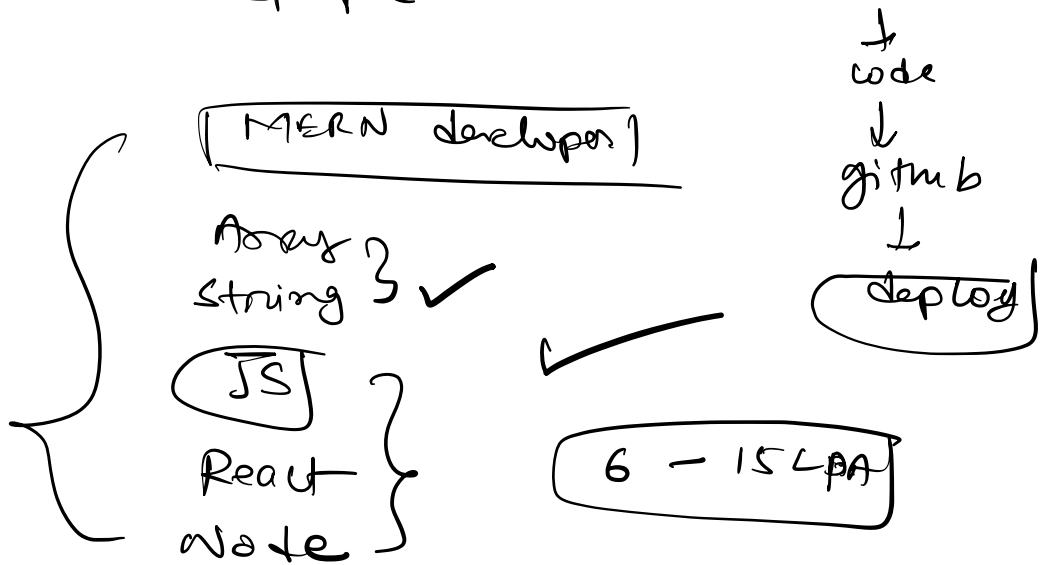 MERN developer
Array
String
JS
React
Node
code
github
deploy
6 - 15 LPA